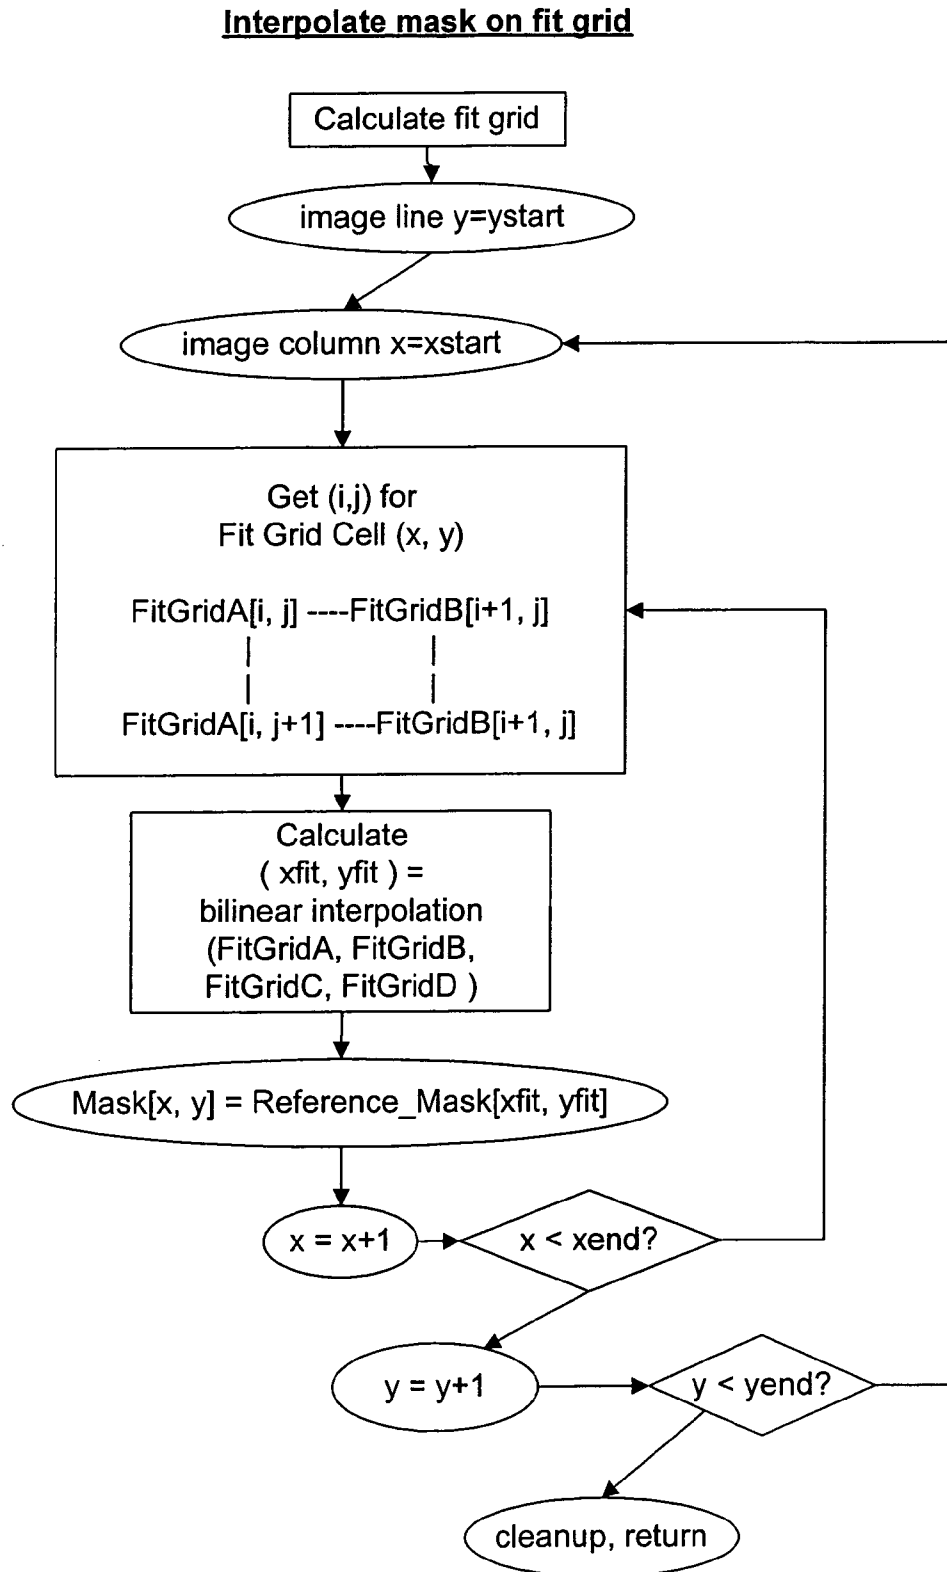 Interpolate mask on fit grid
Calculate fit grid
image line y=ystart
image column x=xstart
Get (i,j) for
Fit Grid Cell (x, y)
FitGridA[i, j] ----FitGridB[i+1, j]
FitGridA[i, j+1] ----FitGridB[i+1, j]
Calculate
( xfit, yfit ) =
bilinear interpolation
(FitGridA, FitGridB,
FitGridC, FitGridD )
Mask[x, y] = Reference_Mask[xfit, yfit]
x = x+1
x < xend?
y = y+1
y < yend?
cleanup, return